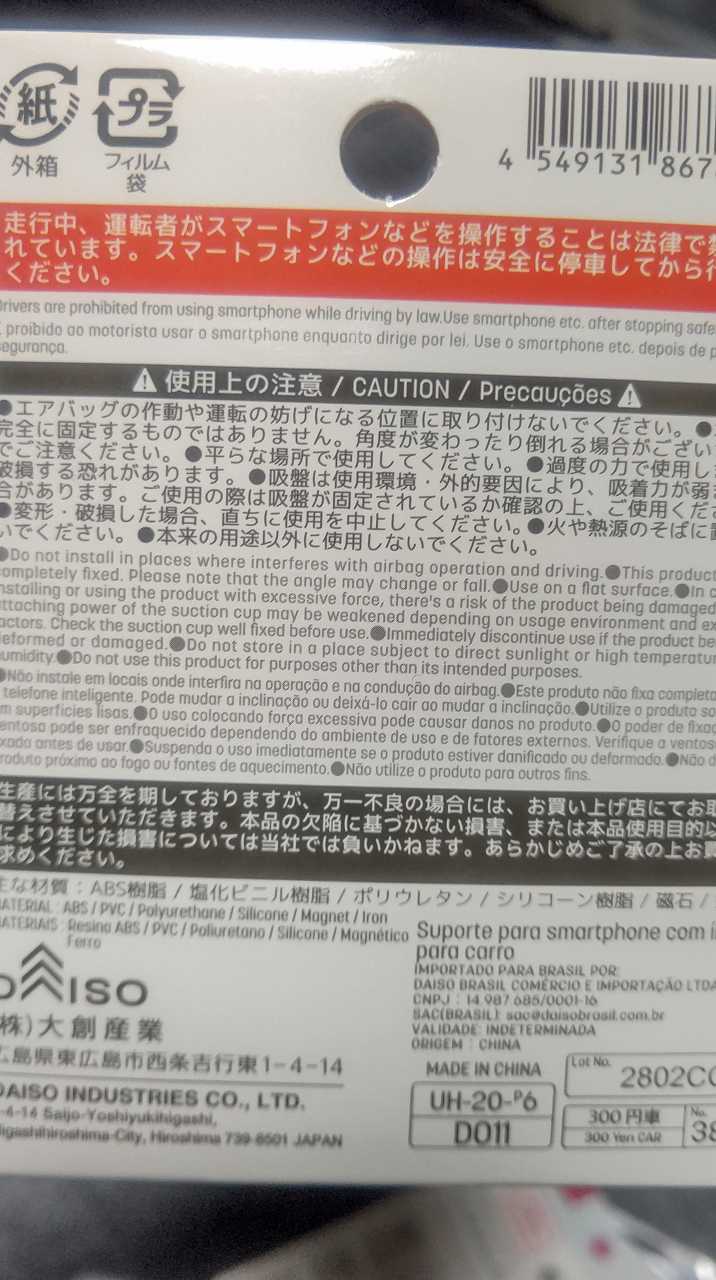 紙
外箱
プラ
フィルム
袋
4 549131 867
走行中、運転者がスマートフォンなどを操作することは法律で禁
れています。スマートフォンなどの操作は安全に停車してから行
ください。
Drivers are prohibited from using smartphone while driving by law.Use smartphone etc. after stopping safe
É proibido ao motorista usar o smartphone enquanto dirige por lei. Use o smartphone etc. depois de p
segurança.
⚠ 使用上の注意 / CAUTION / Precauções ⚠
●エアバッグの作動や運転の妨げになる位置に取り付けないでください。●
完全に固定するものではありません。角度が変わったり倒れる場合がござい
でご注意ください。●平らな場所で使用してください。●過度の力で使用し
破損する恐れがあります。●吸盤は使用環境・外的要因により、吸着力が弱ま
合があります。ご使用の際は吸盤が固定されているか確認の上、ご使用くださ
●変形・破損した場合、直ちに使用を中止してください。●火や熱源のそばに置
いでください。●本来の用途以外に使用しないでください。
●Do not install in places where interferes with airbag operation and driving.●This product
completely fixed. Please note that the angle may change or fall.●Use on a flat surface.●In c
installing or using the product with excessive force, there's a risk of the product being damaged
attaching power of the suction cup may be weakened depending on usage environment and ex
actors. Check the suction cup well fixed before use.●Immediately discontinue use if the product be
deformed or damaged.●Do not store in a place subject to direct sunlight or high temperatur
umidity.●Do not use this product for purposes other than its intended purposes.
●Não instale em locais onde interfira na operação e na condução do airbag.●Este produto não fixa completa
telefone inteligente. Pode mudar a inclinação ou deixá-lo cair ao mudar a inclinação.●Utilize o produto so
m superfícies lisas.●O uso colocando força excessiva pode causar danos no produto.●O poder de fixaç
entosa pode ser enfraquecido dependendo do ambiente de uso e de fatores externos. Verifique a ventos
xada antes de usar.●Suspenda o uso imediatamente se o produto estiver danificado ou deformado.●Não d
roduto próximo ao fogo ou fontes de aquecimento.●Não utilize o produto para outros fins.
生産には万全を期しておりますが、万一不良の場合には、お買い上げ店にてお取
替えさせていただきます。本品の欠陥に基づかない損害、または本品使用目的以
により生じた損害については当社では負いかねます。あらかじめご了承の上お買
求めください。
主な材質：ABS樹脂 / 塩化ビニル樹脂 / ポリウレタン / シリコーン樹脂 / 磁石 /
MATERIAL : ABS / PVC / Polyurethane / Silicone / Magnet / Iron
MATERIAIS : Resina ABS / PVC / Poliuretano / Silicone / Magnético
Ferro
DAISO
(株)大創産業
広島県東広島市西条吉行東1-4-14
DAISO INDUSTRIES CO., LTD.
-4-14 Saijo-Yoshiyukihigashi,
Higashihiroshima-City, Hiroshima 739-8501 JAPAN
Suporte para smartphone com í
para carro
IMPORTADO PARA BRASIL POR:
DAISO BRASIL COMÉRCIO E IMPORTAÇÃO LTDA
CNPJ : 14.987.685/0001-16
SAC(BRASIL): sac@daisobrasil.com.br
VALIDADE: INDETERMINADA
ORIGEM : CHINA
MADE IN CHINA
UH-20-P6
D011
Lot No.
2802CC
300円車
300 Yen CAR
No.
38